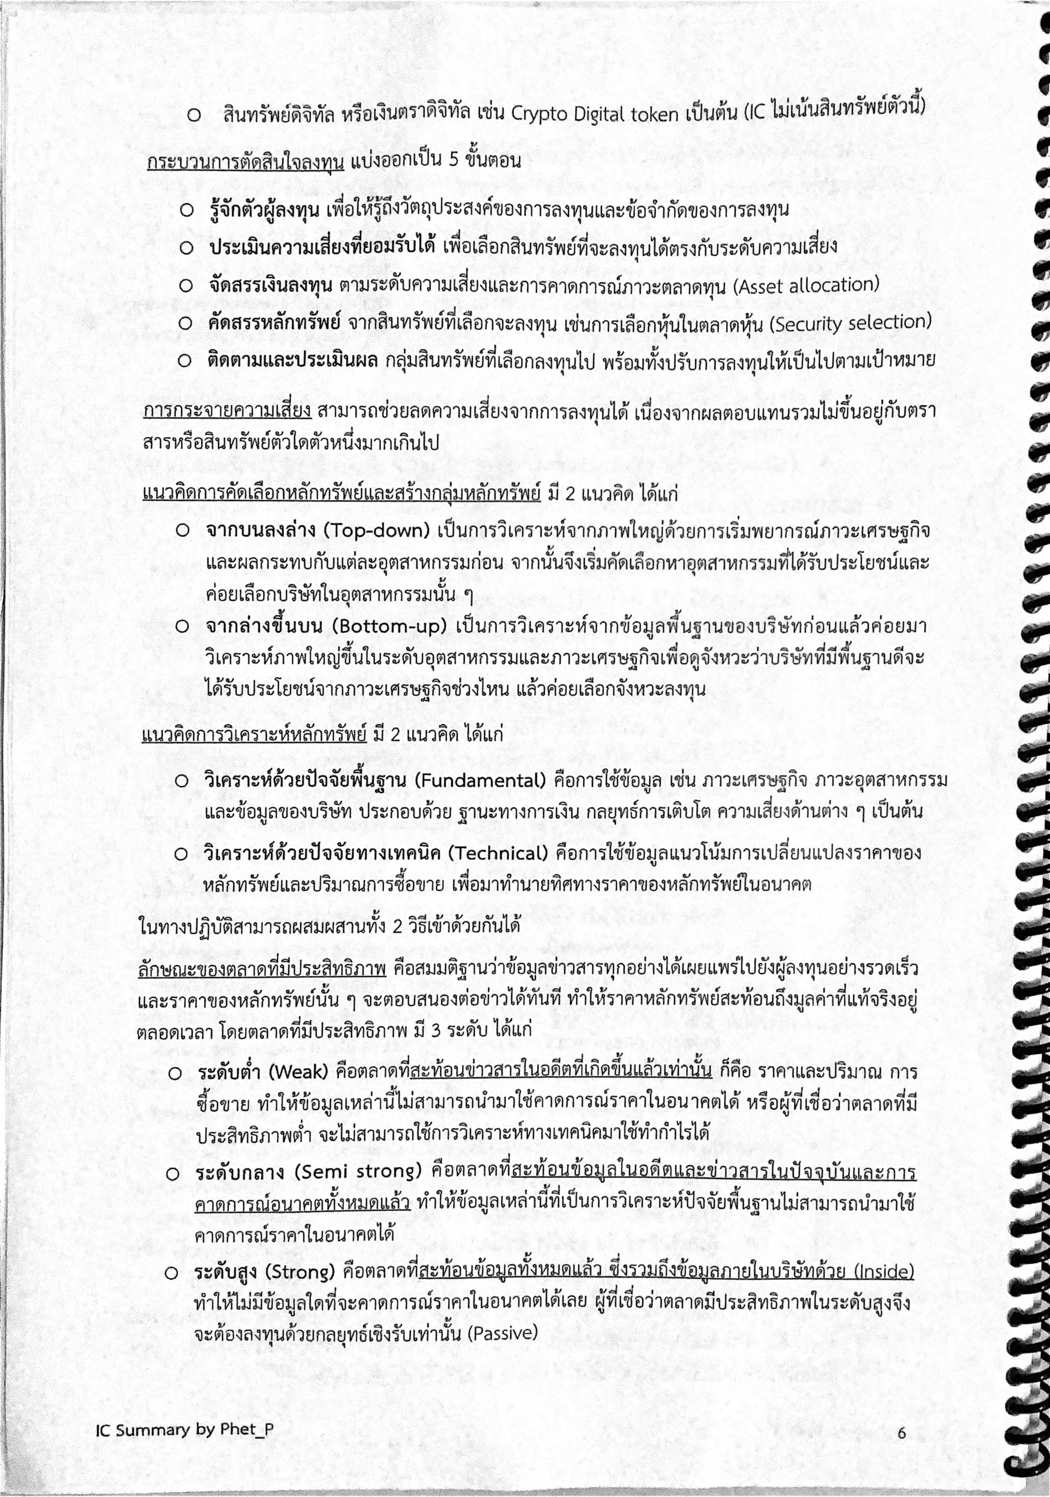 ○ สินทรัพย์ดิจิทัล หรือเงินตราดิจิทัล เช่น Crypto Digital token เป็นต้น (IC ไม่เน้นสินทรัพย์ตัวนี้)
กระบวนการตัดสินใจลงทุน แบ่งออกเป็น 5 ขั้นตอน
○ รู้จักตัวผู้ลงทุน เพื่อให้รู้ถึงวัตถุประสงค์ของการลงทุนและข้อจำกัดของการลงทุน
○ ประเมินความเสี่ยงที่ยอมรับได้ เพื่อเลือกสินทรัพย์ที่จะลงทุนได้ตรงกับระดับความเสี่ยง
○ จัดสรรเงินลงทุน ตามระดับความเสี่ยงและการคาดการณ์ภาวะตลาดทุน (Asset allocation)
○ คัดสรรหลักทรัพย์ จากสินทรัพย์ที่เลือกจะลงทุน เช่นการเลือกหุ้นในตลาดหุ้น (Security selection)
○ ติดตามและประเมินผล กลุ่มสินทรัพย์ที่เลือกลงทุนไป พร้อมทั้งปรับการลงทุนให้เป็นไปตามเป้าหมาย
การกระจายความเสี่ยง สามารถช่วยลดความเสี่ยงจากการลงทุนได้ เนื่องจากผลตอบแทนรวมไม่ขึ้นอยู่กับตรา
สารหรือสินทรัพย์ตัวใดตัวหนึ่งมากเกินไป
แนวคิดการคัดเลือกหลักทรัพย์และสร้างกลุ่มหลักทรัพย์ มี 2 แนวคิด ได้แก่
○ จากบนลงล่าง (Top-down) เป็นการวิเคราะห์จากภาพใหญ่ด้วยการเริ่มพยากรณ์ภาวะเศรษฐกิจ
และผลกระทบกับแต่ละอุตสาหกรรมก่อน จากนั้นจึงเริ่มคัดเลือกหาอุตสาหกรรมที่ได้รับประโยชน์และ
ค่อยเลือกบริษัทในอุตสาหกรรมนั้น ๆ
○ จากล่างขึ้นบน (Bottom-up) เป็นการวิเคราะห์จากข้อมูลพื้นฐานของบริษัทก่อนแล้วค่อยมา
วิเคราะห์ภาพใหญ่ขึ้นในระดับอุตสาหกรรมและภาวะเศรษฐกิจเพื่อดูจังหวะว่าบริษัทที่มีพื้นฐานดีจะ
ได้รับประโยชน์จากภาวะเศรษฐกิจช่วงไหน แล้วค่อยเลือกจังหวะลงทุน
แนวคิดการวิเคราะห์หลักทรัพย์ มี 2 แนวคิด ได้แก่
○ วิเคราะห์ด้วยปัจจัยพื้นฐาน (Fundamental) คือการใช้ข้อมูล เช่น ภาวะเศรษฐกิจ ภาวะอุตสาหกรรม
และข้อมูลของบริษัท ประกอบด้วย ฐานะทางการเงิน กลยุทธ์การเติบโต ความเสี่ยงด้านต่าง ๆ เป็นต้น
○ วิเคราะห์ด้วยปัจจัยทางเทคนิค (Technical) คือการใช้ข้อมูลแนวโน้มการเปลี่ยนแปลงราคาของ
หลักทรัพย์และปริมาณการซื้อขาย เพื่อมาทำนายทิศทางราคาของหลักทรัพย์ในอนาคต
ในทางปฏิบัติสามารถผสมผสานทั้ง 2 วิธีเข้าด้วยกันได้
ลักษณะของตลาดที่มีประสิทธิภาพ คือสมมติฐานว่าข้อมูลข่าวสารทุกอย่างได้เผยแพร่ไปยังผู้ลงทุนอย่างรวดเร็ว
และราคาของหลักทรัพย์นั้น ๆ จะตอบสนองต่อข่าวได้ทันที ทำให้ราคาหลักทรัพย์สะท้อนถึงมูลค่าที่แท้จริงอยู่
ตลอดเวลา โดยตลาดที่มีประสิทธิภาพ มี 3 ระดับ ได้แก่
○ ระดับต่ำ (Weak) คือตลาดที่สะท้อนข่าวสารในอดีตที่เกิดขึ้นแล้วเท่านั้น ก็คือ ราคาและปริมาณ การ
ซื้อขาย ทำให้ข้อมูลเหล่านี้ไม่สามารถนำมาใช้คาดการณ์ราคาในอนาคตได้ หรือผู้ที่เชื่อว่าตลาดที่มี
ประสิทธิภาพต่ำ จะไม่สามารถใช้การวิเคราะห์ทางเทคนิคมาใช้ทำกำไรได้
○ ระดับกลาง (Semi strong) คือตลาดที่สะท้อนข้อมูลในอดีตและข่าวสารในปัจจุบันและการ
คาดการณ์อนาคตทั้งหมดแล้ว ทำให้ข้อมูลเหล่านี้ที่เป็นการวิเคราะห์ปัจจัยพื้นฐานไม่สามารถนำมาใช้
คาดการณ์ราคาในอนาคตได้
○ ระดับสูง (Strong) คือตลาดที่สะท้อนข้อมูลทั้งหมดแล้ว ซึ่งรวมถึงข้อมูลภายในบริษัทด้วย (Inside)
ทำให้ไม่มีข้อมูลใดที่จะคาดการณ์ราคาในอนาคตได้เลย ผู้ที่เชื่อว่าตลาดมีประสิทธิภาพในระดับสูงจึง
จะต้องลงทุนด้วยกลยุทธ์เชิงรับเท่านั้น (Passive)
IC Summary by Phet_P
6